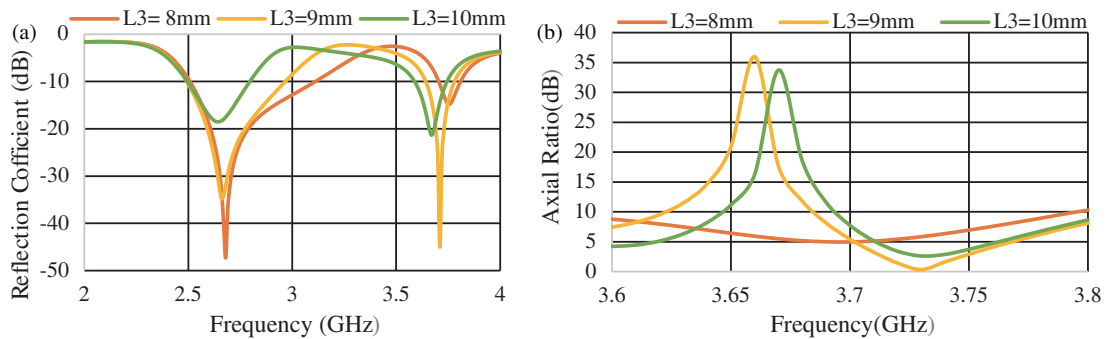 L3= 8mm L3=9mm L3=10mm
(a)
Reflection Cofficient (dB)
0
-10
-20
-30
-40
-50
2 2.5 3 3.5 4
Frequency (GHz)
L3=8mm L3=9mm L3=10mm
(b)
Axial Ratio(dB)
40
35
30
25
20
15
10
5
0
3.6 3.65 3.7 3.75 3.8
Frequency(GHz)